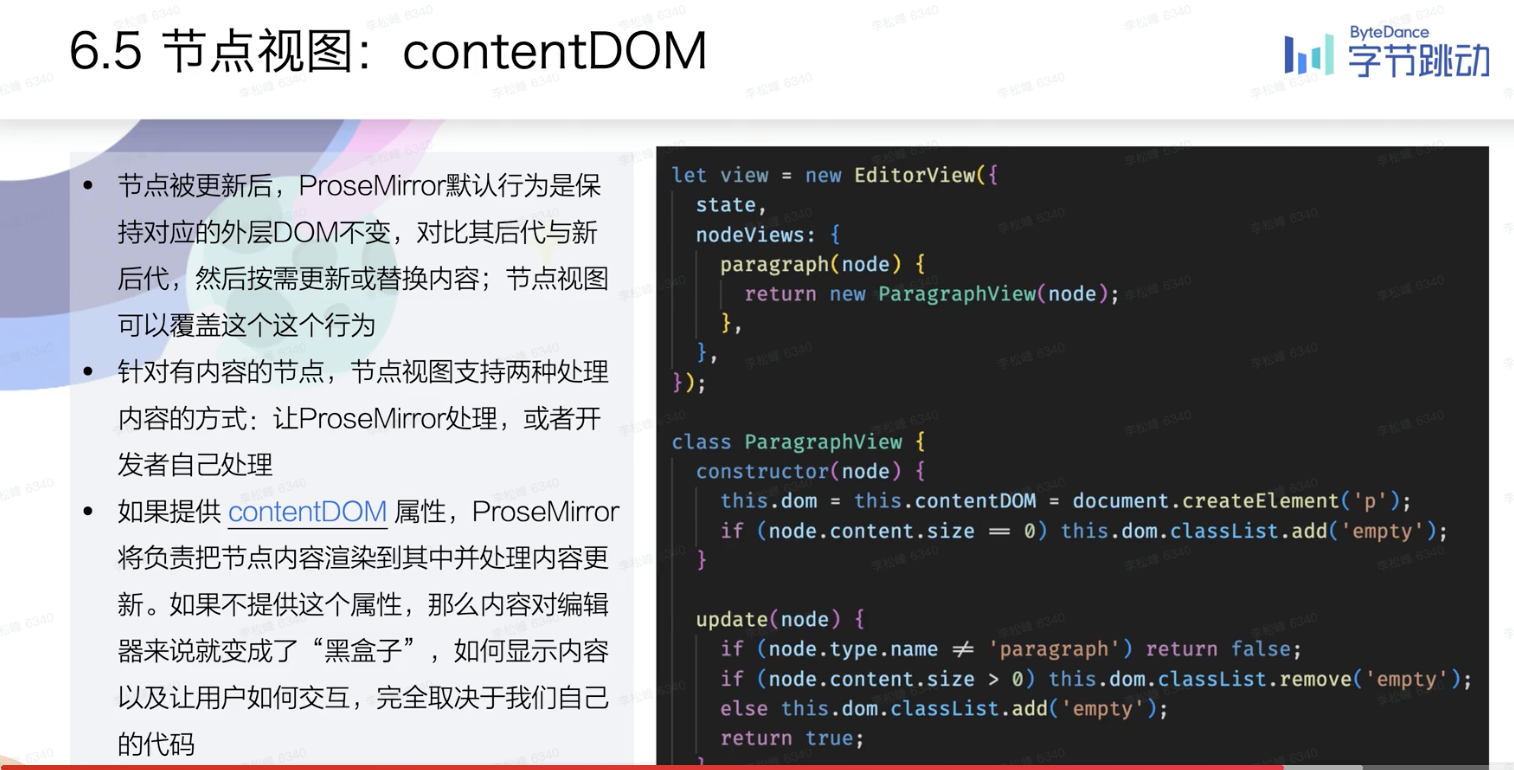 6.5 节点视图：contentDOM
ByteDance
字节跳动
• 节点被更新后，ProseMirror默认行为是保
持对应的外层DOM不变，对比其后代与新
后代，然后按需更新或替换内容；节点视图
可以覆盖这个这个行为
• 针对有内容的节点，节点视图支持两种处理
内容的方式：让ProseMirror处理，或者开
发者自己处理
• 如果提供 contentDOM 属性，ProseMirror
将负责把节点内容渲染到其中并处理内容更
新。如果不提供这个属性，那么内容对编辑
器来说就变成了“黑盒子”，如何显示内容
以及让用户如何交互，完全取决于我们自己
的代码
let view = new EditorView({
  state,
  nodeViews: {
    paragraph(node) {
      return new ParagraphView(node);
    },
  },
});
class ParagraphView {
  constructor(node) {
    this.dom = this.contentDOM = document.createElement('p');
    if (node.content.size == 0) this.dom.classList.add('empty');
  }
  update(node) {
    if (node.type.name != 'paragraph') return false;
    if (node.content.size > 0) this.dom.classList.remove('empty');
    else this.dom.classList.add('empty');
    return true;
  }
李松峰 6340